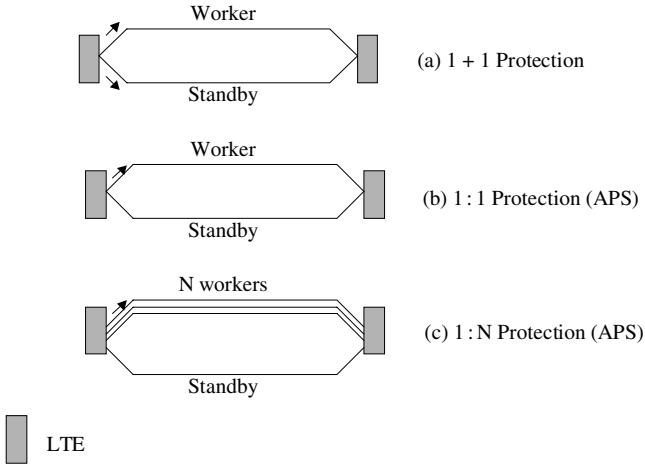 Worker
(a) 1 + 1 Protection
Standby
Worker
(b) 1 : 1 Protection (APS)
Standby
N workers
(c) 1 : N Protection (APS)
Standby
LTE